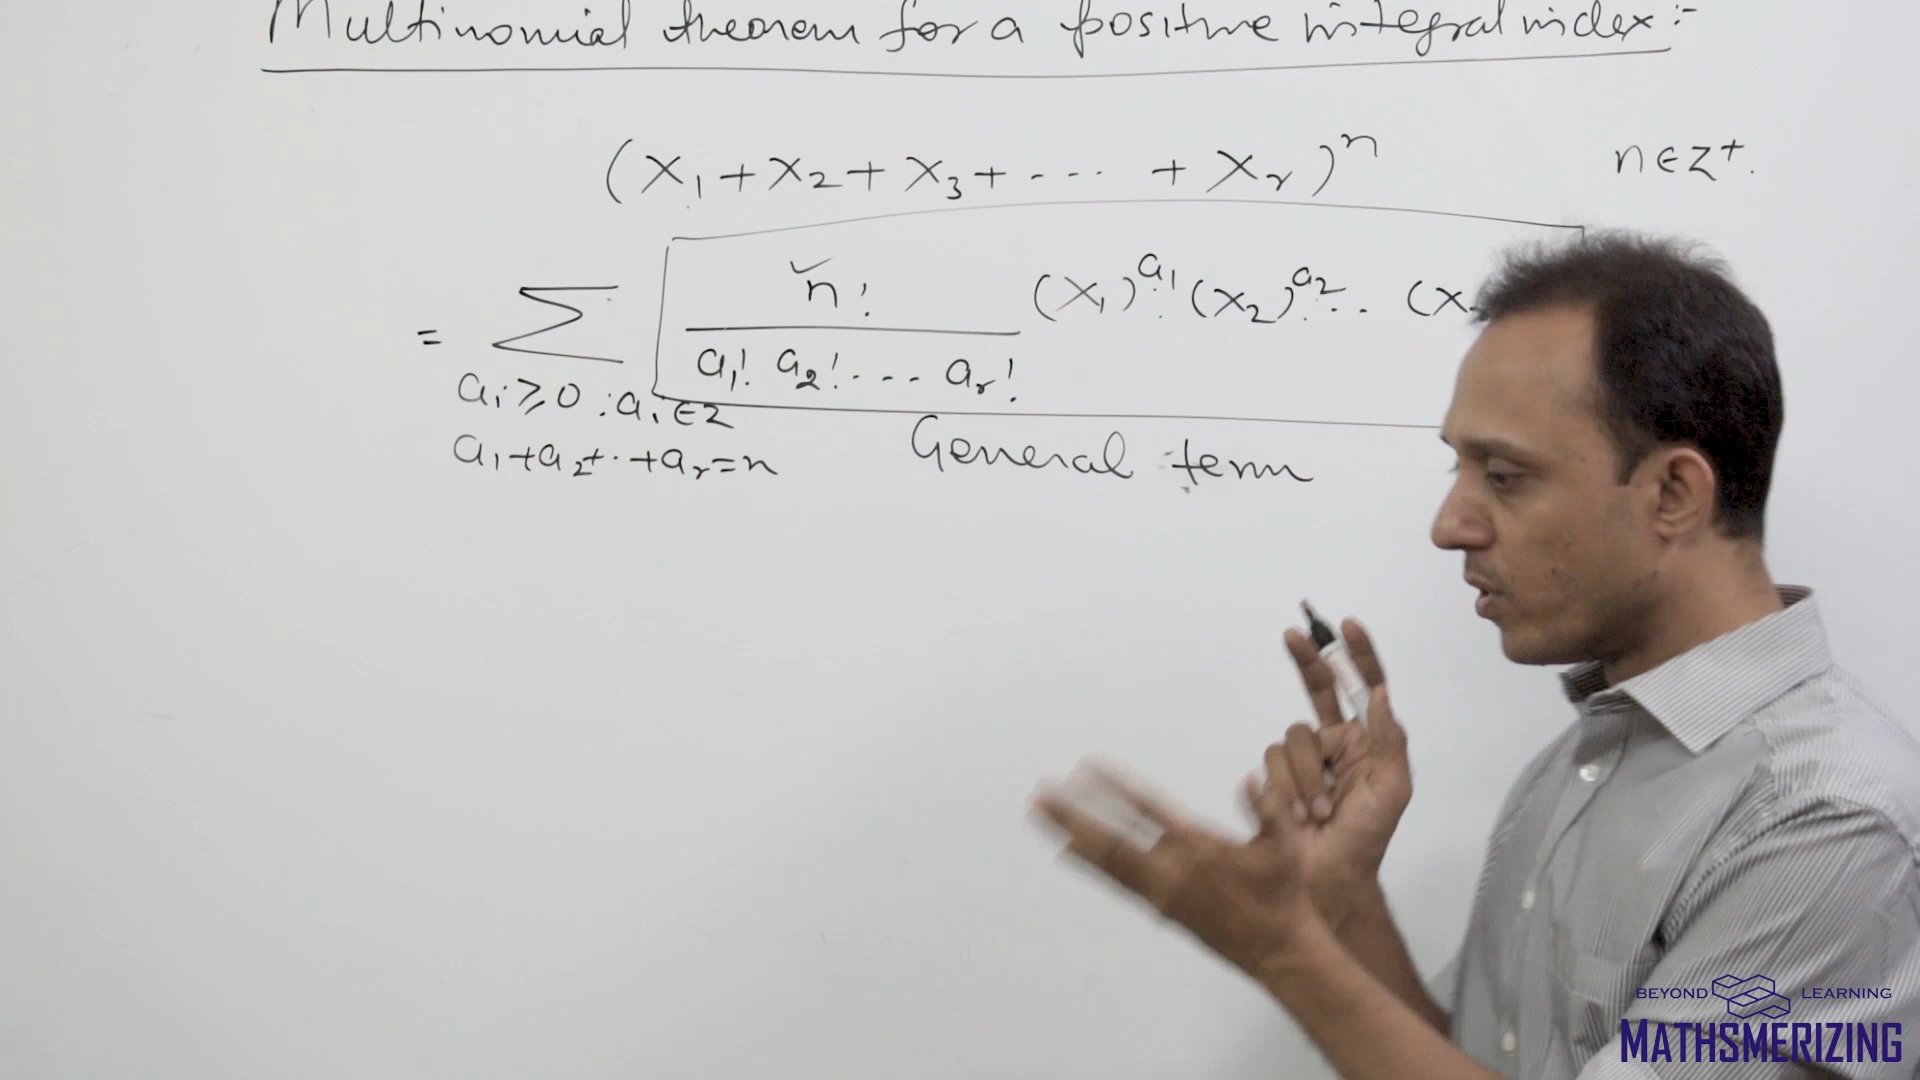 Multinomial theorem for a positive integral index :-
(x₁ + x₂ + x₃ + - - - + xᵣ)ⁿ n ∈ Z⁺.
= ∑ n! / a₁! a₂! - - - aᵣ! (x₁)^a₁ (x₂)^a₂ . . (x
aᵢ ≥ 0 : aᵢ ∈ Z
a₁ + a₂ + · · + aᵣ = n
General term
BEYOND LEARNING
MATHSMERIZING